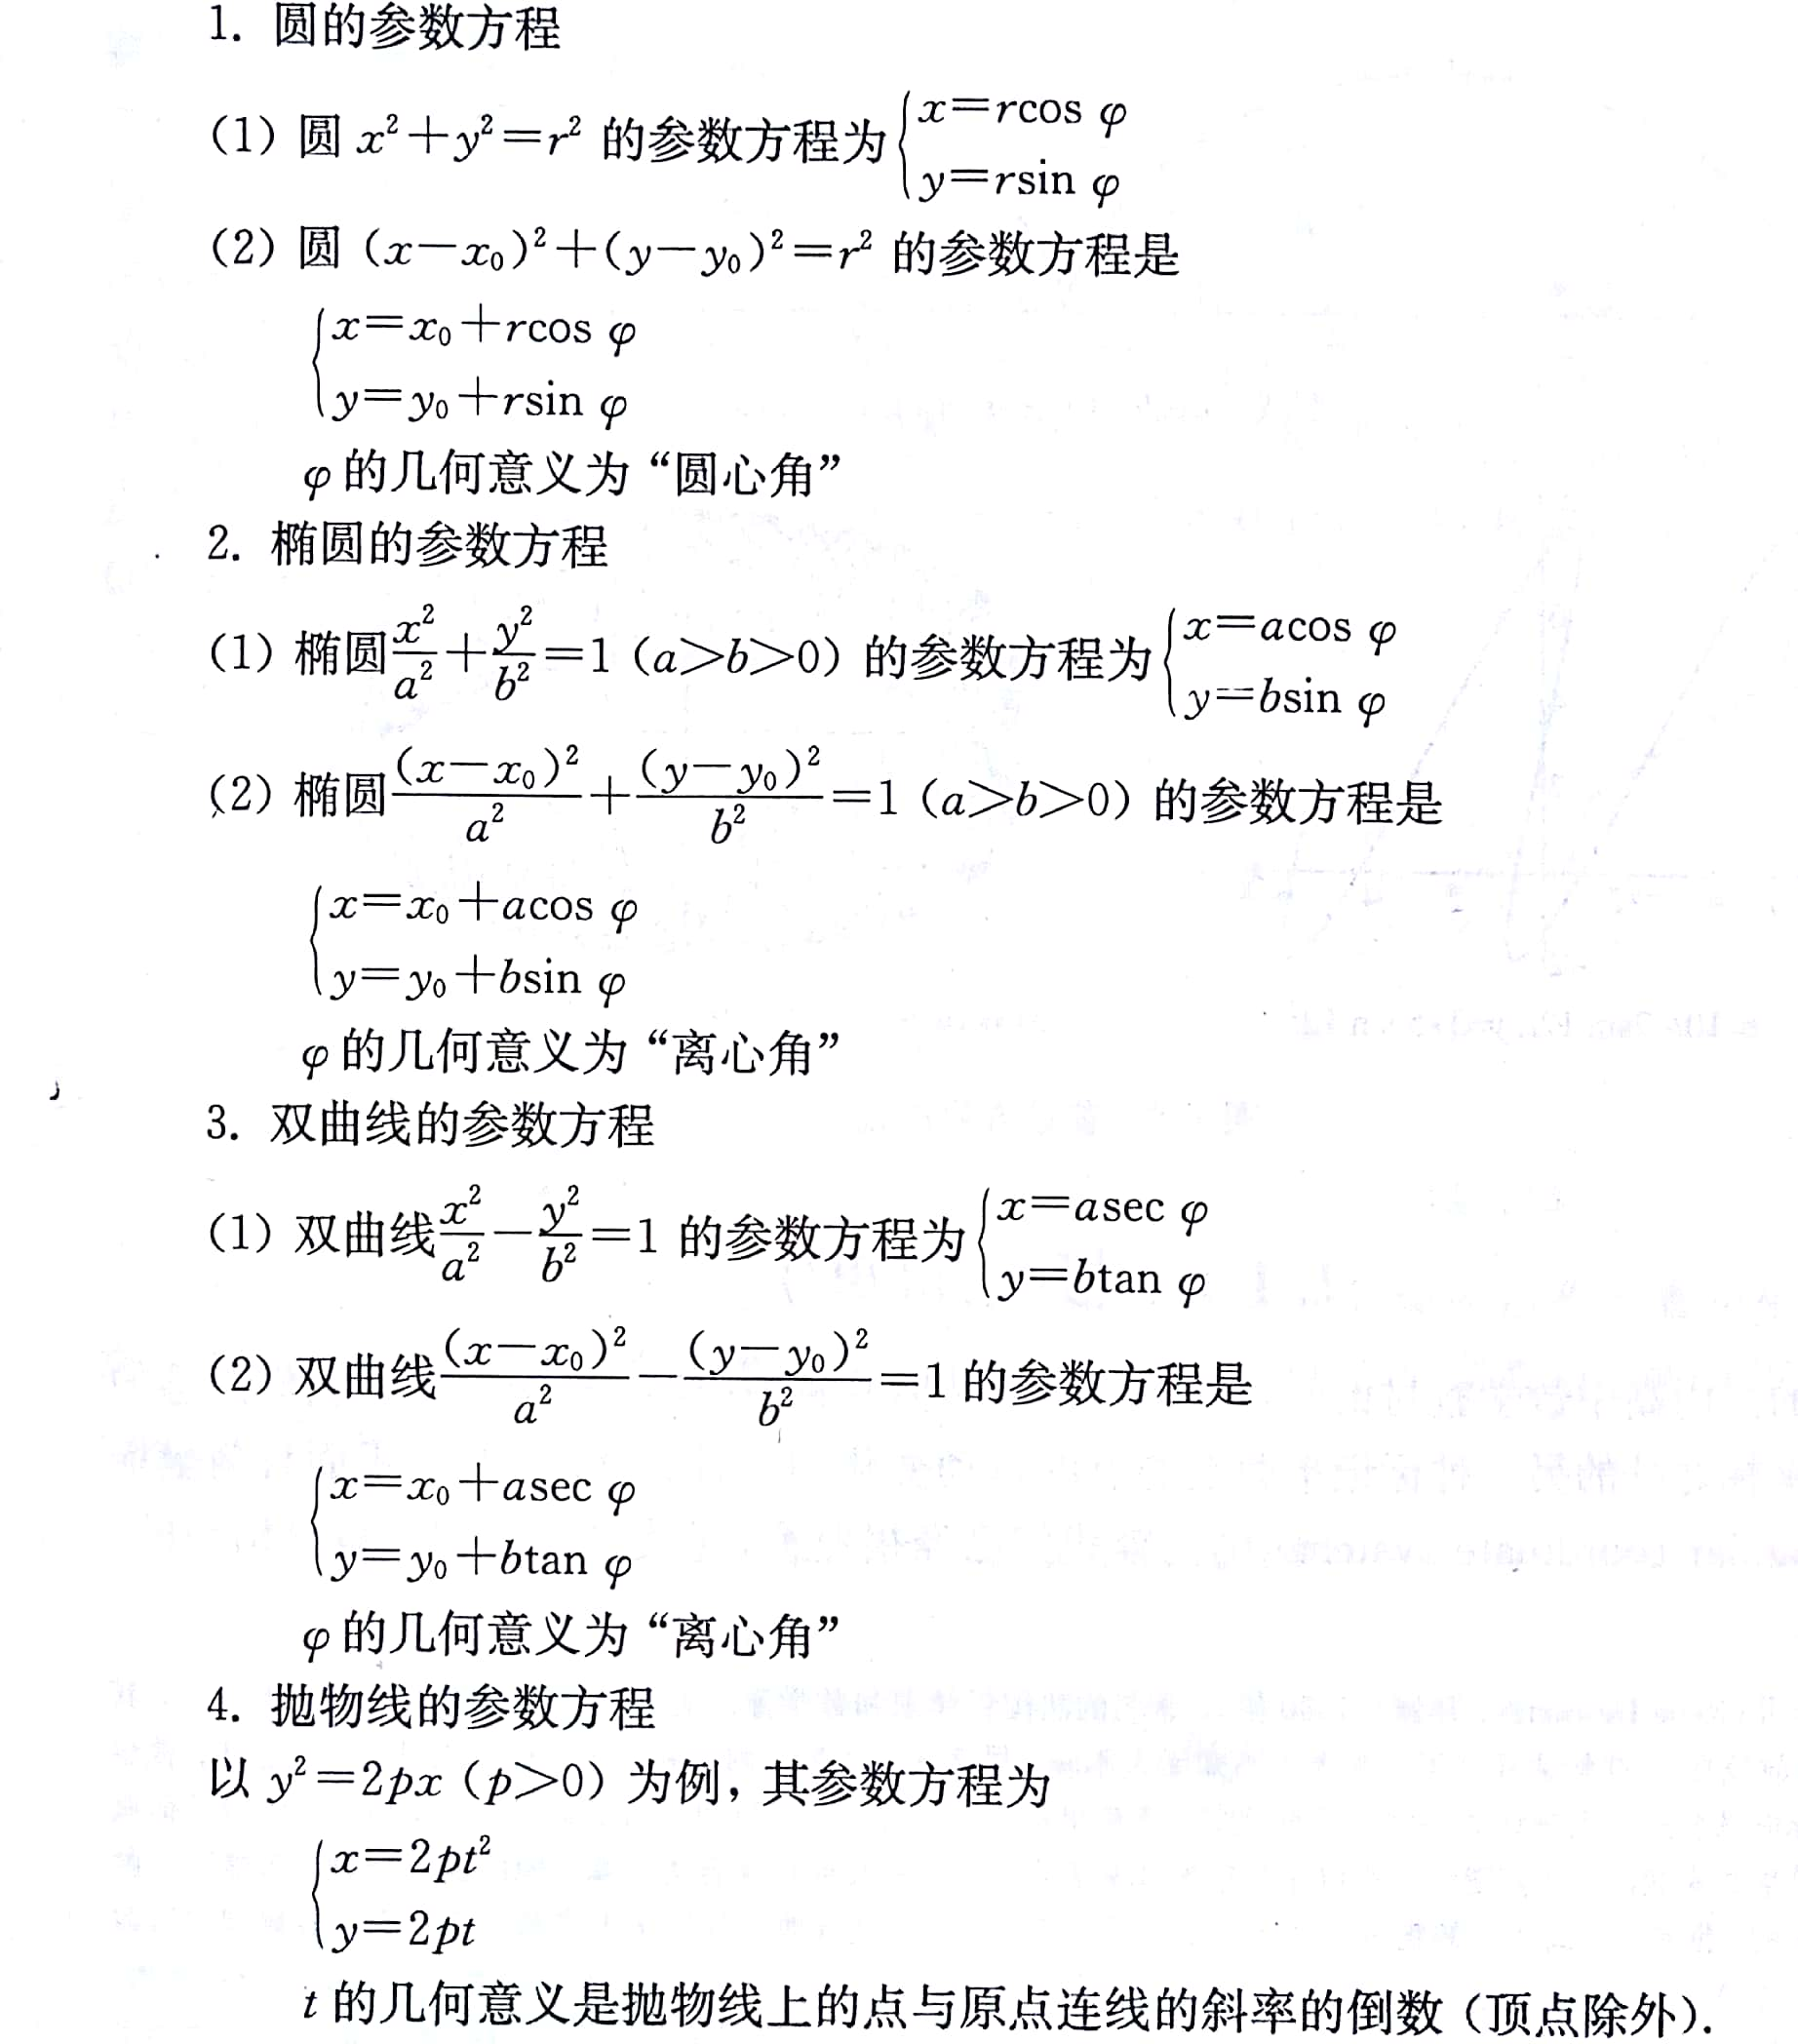 1. 圆的参数方程
(1) 圆 x²+y²=r² 的参数方程为{x=rcos φ
y=rsin φ
(2) 圆 (x-x₀)²+(y-y₀)²=r² 的参数方程是
{x=x₀+rcos φ
y=y₀+rsin φ
φ的几何意义为“圆心角”
2. 椭圆的参数方程
(1) 椭圆x²/a²+y²/b²=1 (a>b>0) 的参数方程为{x=acos φ
y=bsin φ
(2) 椭圆(x-x₀)²/a²+(y-y₀)²/b²=1 (a>b>0) 的参数方程是
{x=x₀+acos φ
y=y₀+bsin φ
φ的几何意义为“离心角”
3. 双曲线的参数方程
(1) 双曲线x²/a²-y²/b²=1 的参数方程为{x=asec φ
y=btan φ
(2) 双曲线(x-x₀)²/a²-(y-y₀)²/b²=1 的参数方程是
{x=x₀+asec φ
y=y₀+btan φ
φ的几何意义为“离心角”
4. 抛物线的参数方程
以 y²=2px (p>0) 为例，其参数方程为
{x=2pt²
y=2pt
t 的几何意义是抛物线上的点与原点连线的斜率的倒数 (顶点除外).